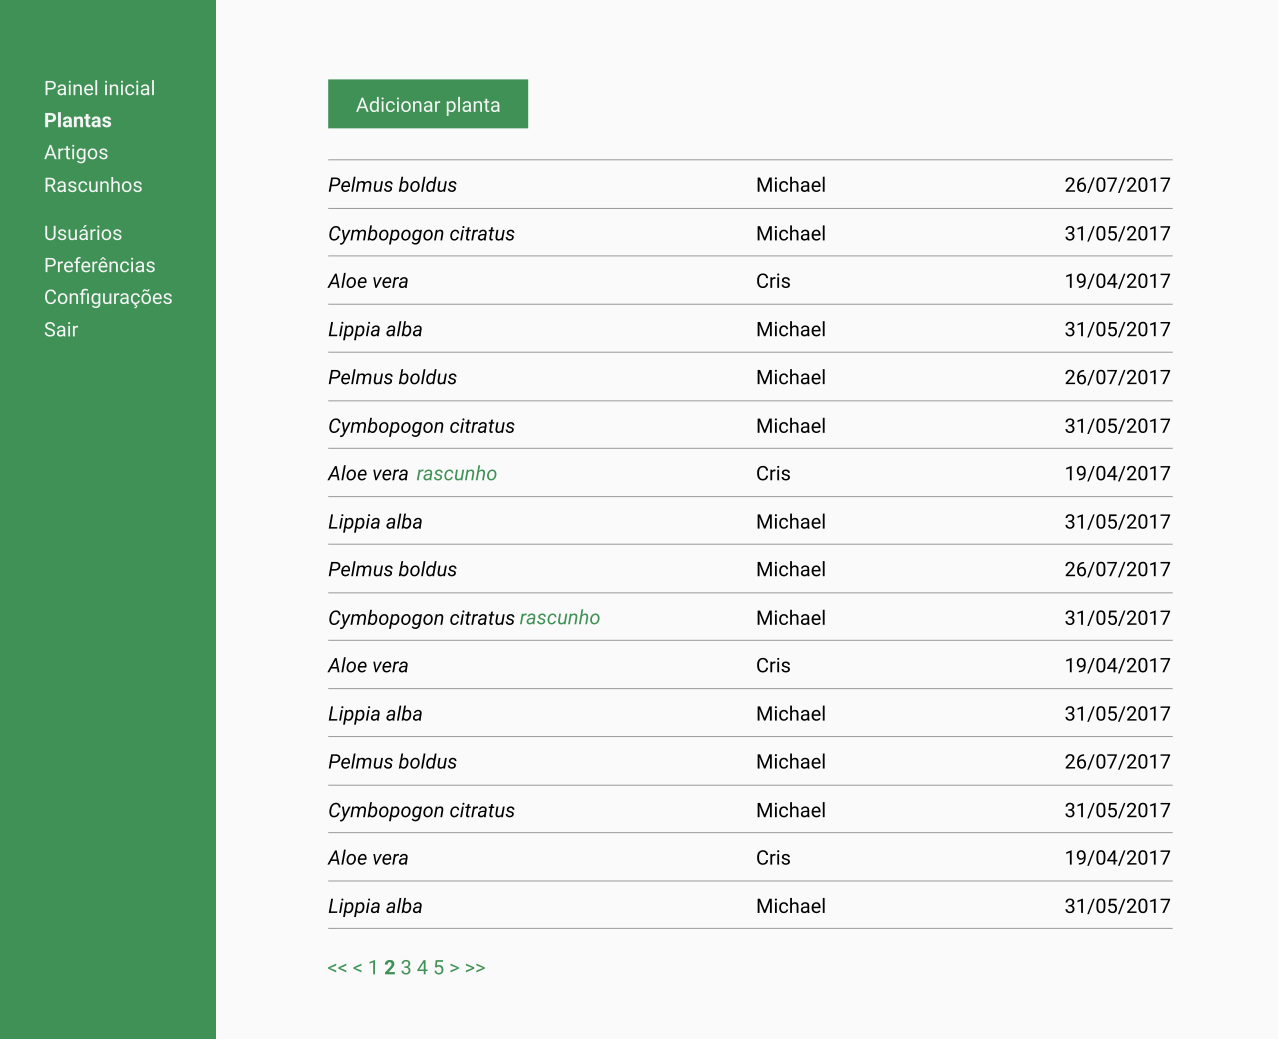 Painel inicial
Plantas
Artigos
Rascunhos
Usuários
Preferências
Configurações
Sair
Adicionar planta
Pelmus boldus Michael 26/07/2017
Cymbopogon citratus Michael 31/05/2017
Aloe vera Cris 19/04/2017
Lippia alba Michael 31/05/2017
Pelmus boldus Michael 26/07/2017
Cymbopogon citratus Michael 31/05/2017
Aloe vera rascunho Cris 19/04/2017
Lippia alba Michael 31/05/2017
Pelmus boldus Michael 26/07/2017
Cymbopogon citratus rascunho Michael 31/05/2017
Aloe vera Cris 19/04/2017
Lippia alba Michael 31/05/2017
Pelmus boldus Michael 26/07/2017
Cymbopogon citratus Michael 31/05/2017
Aloe vera Cris 19/04/2017
Lippia alba Michael 31/05/2017
<< < 1 2 3 4 5 > >>